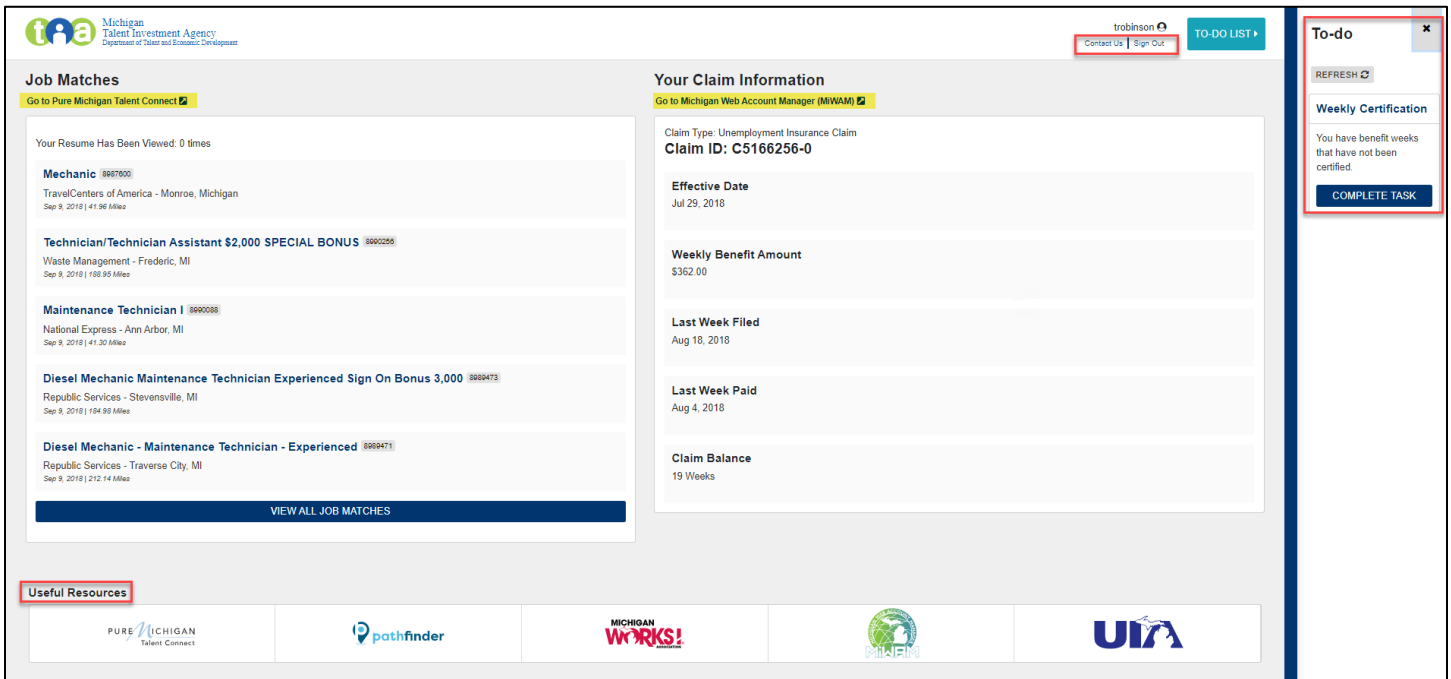 tia
Michigan
Talent Investment Agency
Department of Talent and Economic Development
trobinson
Contact Us | Sign Out
TO-DO LIST
Job Matches
Go to Pure Michigan Talent Connect
Your Resume Has Been Viewed: 0 times
Mechanic 8987600
TravelCenters of America - Monroe, Michigan
Sep 9, 2018 | 41.96 Miles
Technician/Technician Assistant $2,000 SPECIAL BONUS 8990256
Waste Management - Frederic, MI
Sep 9, 2018 | 188.95 Miles
Maintenance Technician I 8990088
National Express - Ann Arbor, MI
Sep 9, 2018 | 41.30 Miles
Diesel Mechanic Maintenance Technician Experienced Sign On Bonus 3,000 8989473
Republic Services - Stevensville, MI
Sep 9, 2018 | 184.98 Miles
Diesel Mechanic - Maintenance Technician - Experienced 8989471
Republic Services - Traverse City, MI
Sep 9, 2018 | 212.14 Miles
VIEW ALL JOB MATCHES
Your Claim Information
Go to Michigan Web Account Manager (MiWAM)
Claim Type: Unemployment Insurance Claim
Claim ID: C5166256-0
Effective Date
Jul 29, 2018
Weekly Benefit Amount
$362.00
Last Week Filed
Aug 18, 2018
Last Week Paid
Aug 4, 2018
Claim Balance
19 Weeks
To-do
×
REFRESH
Weekly Certification
You have benefit weeks
that have not been
certified.
COMPLETE TASK
Useful Resources
PURE MICHIGAN
Talent Connect
pathfinder
MICHIGAN
WORKS!
ASSOCIATION
MiWAM
UIA